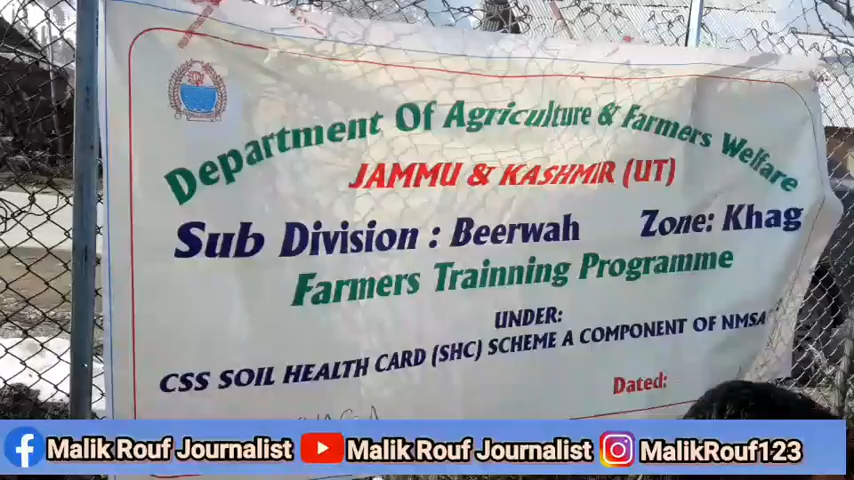 Department Of Agriculture & Farmers Welfare
JAMMU & KASHMIR (UT)
Sub Division : Beerwah Zone: Khag
Farmers Trainning Programme
UNDER:
CSS SOIL HEALTH CARD (SHC) SCHEME A COMPONENT OF NMSA
Dated:
Malik Rouf Journalist Malik Rouf Journalist MalikRouf123